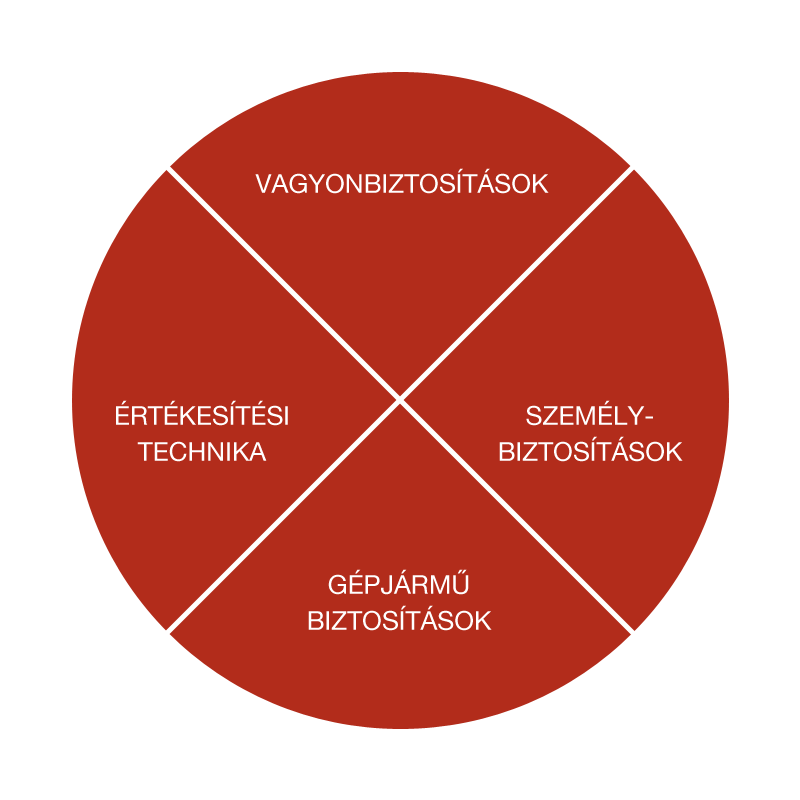 VAGYONBIZTOSÍTÁSOK
ÉRTÉKESÍTÉSI
TECHNIKA
SZEMÉLY-
BIZTOSÍTÁSOK
GÉPJÁRMŰ
BIZTOSÍTÁSOK